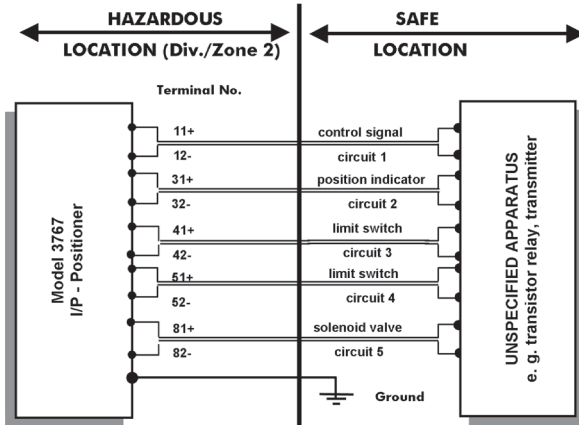 HAZARDOUS
SAFE
LOCATION (Div./Zone 2)
LOCATION
Terminal No.
Model 3767
I/P - Positioner
11+
control signal
12-
circuit 1
31+
position indicator
32-
circuit 2
41+
limit switch
42-
circuit 3
51+
limit switch
52-
circuit 4
81+
solenoid valve
82-
circuit 5
Ground
UNSPECIFIED APPARATUS
e. g. transistor relay, transmitter